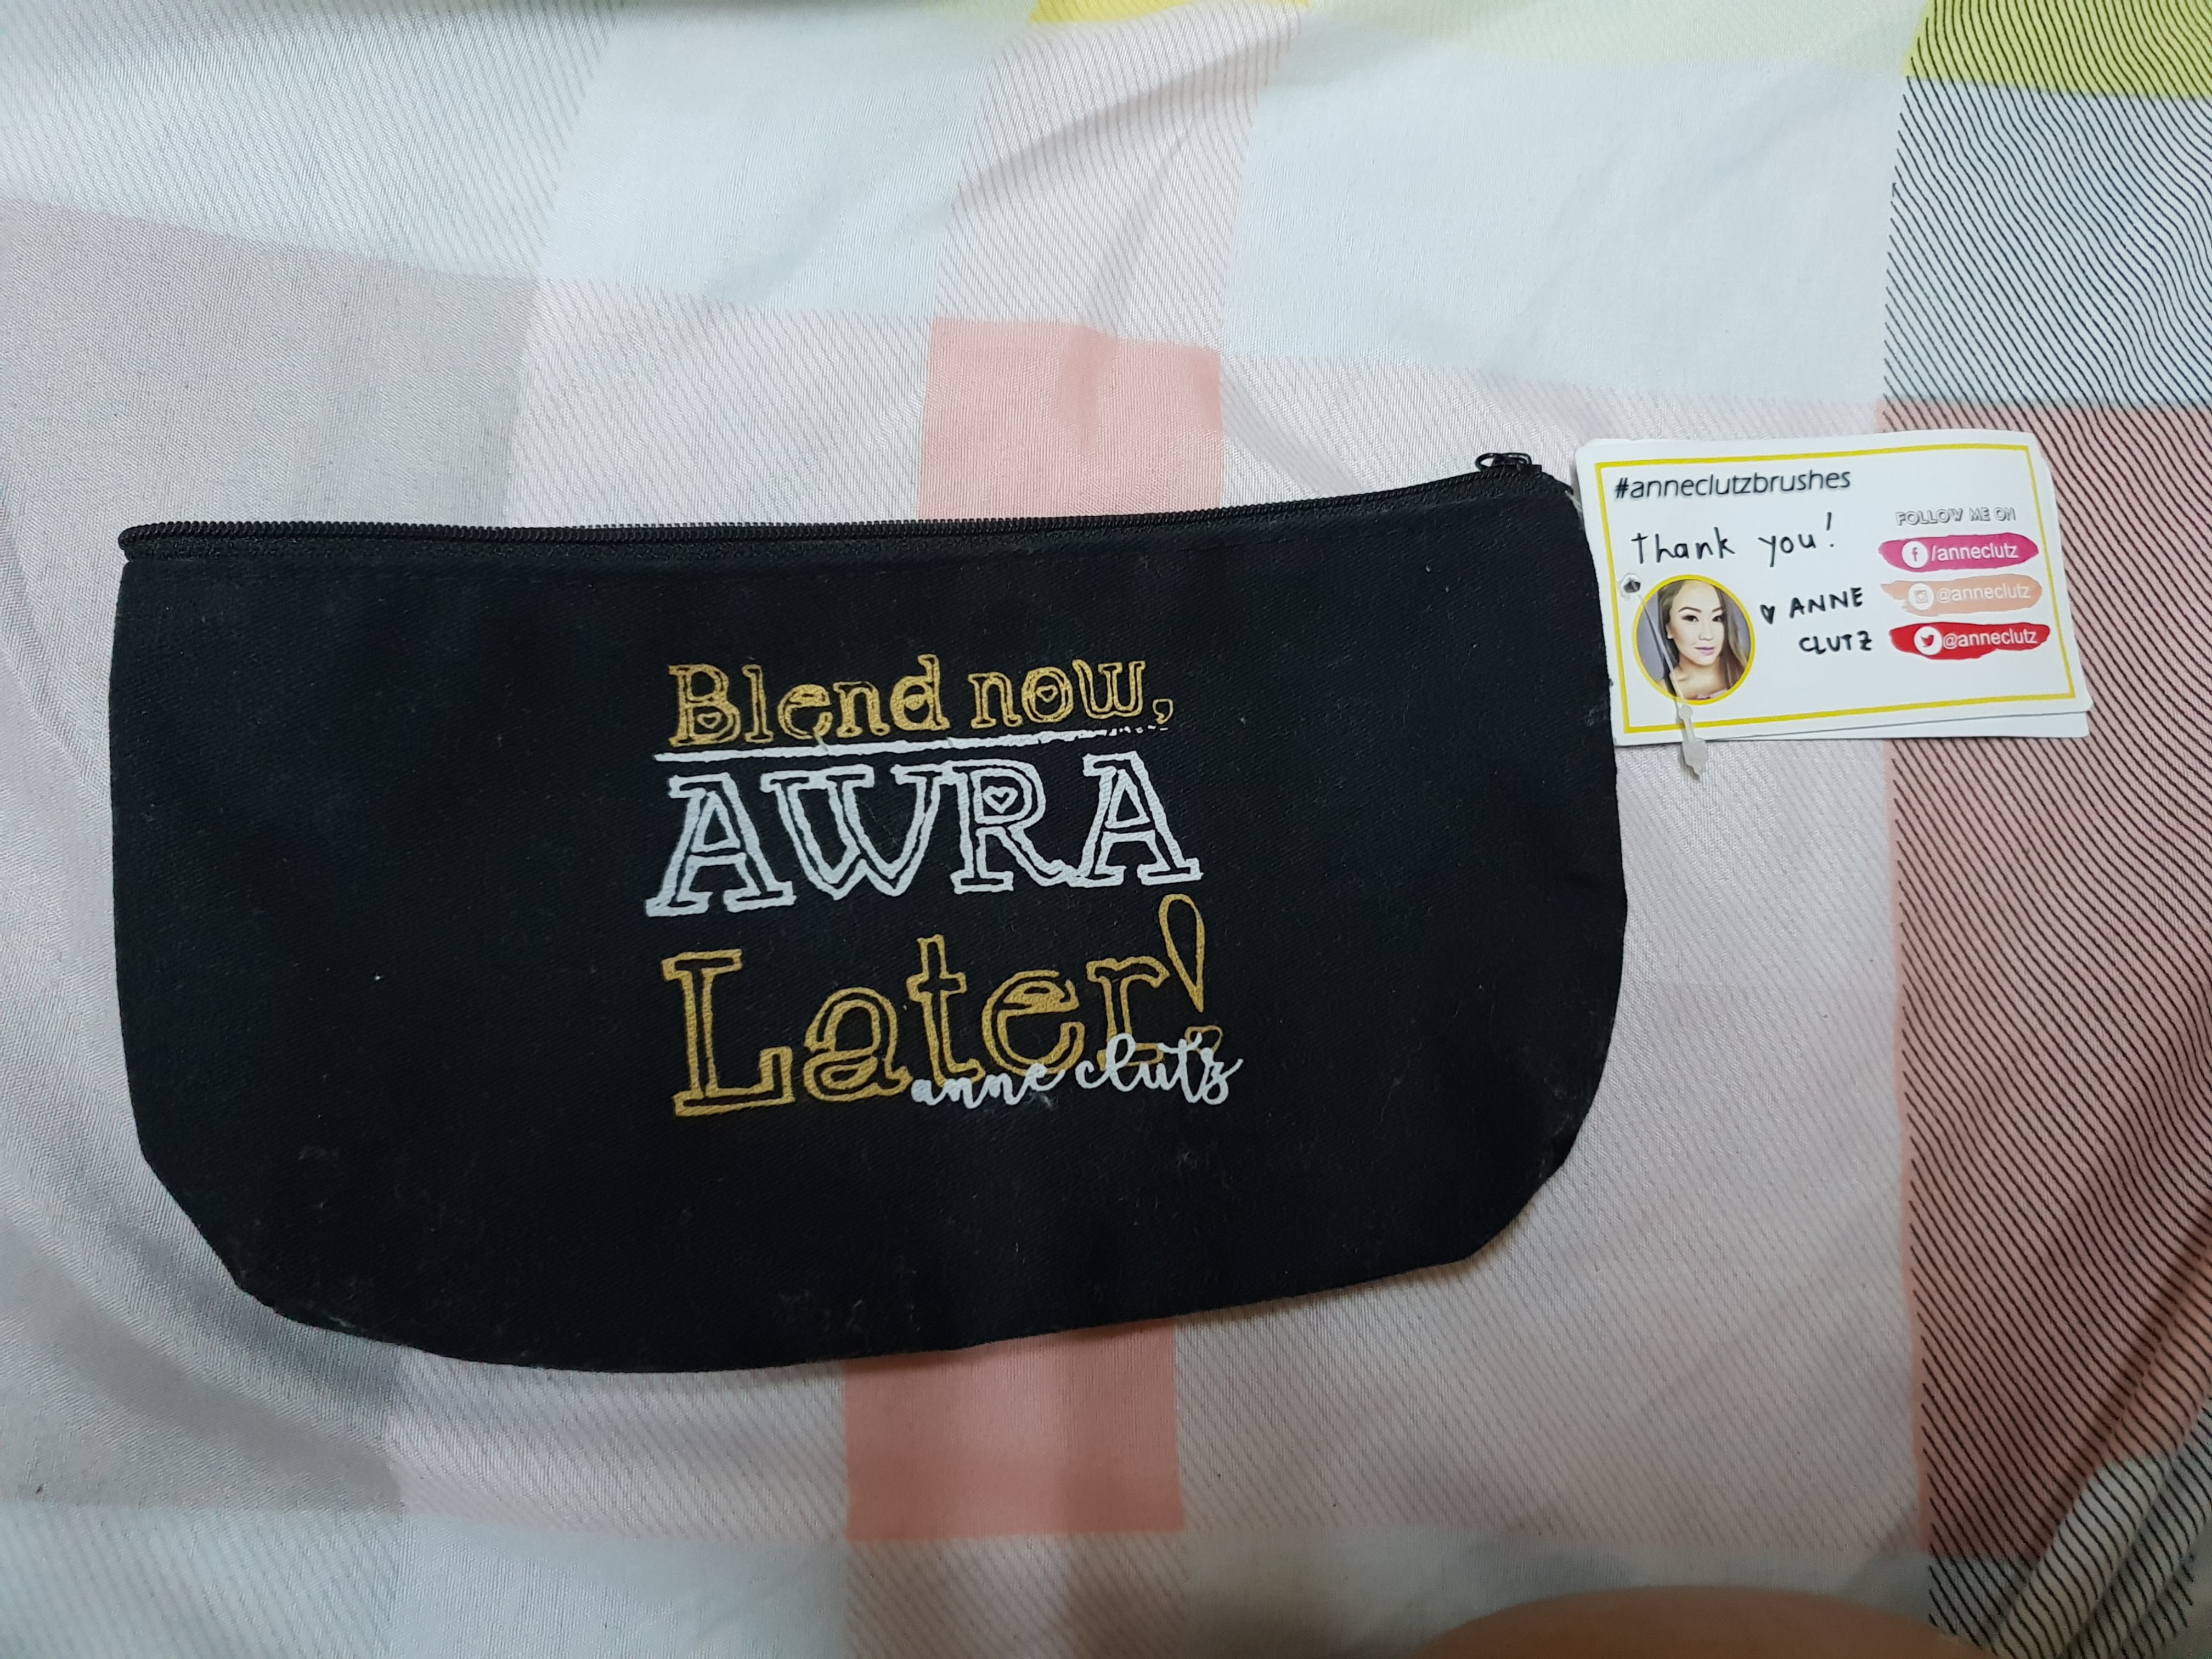 Blend now,
AWRA
Later!
anne clutz
#anneclutzbrushes
Thank you!
ANNE
CLUTZ
FOLLOW ME ON
/anneclutz
@anneclutz
@anneclutz